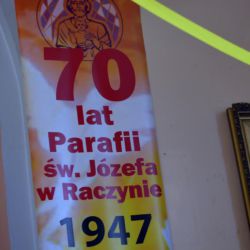 70
lat
Parafii
św. Józefa
w Raczynie
1947